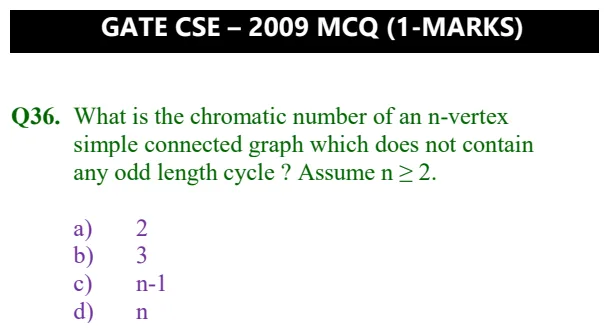 GATE CSE – 2009 MCQ (1-MARKS)
Q36. What is the chromatic number of an n-vertex
simple connected graph which does not contain
any odd length cycle ? Assume n ≥ 2.
a) 2
b) 3
c) n-1
d) n